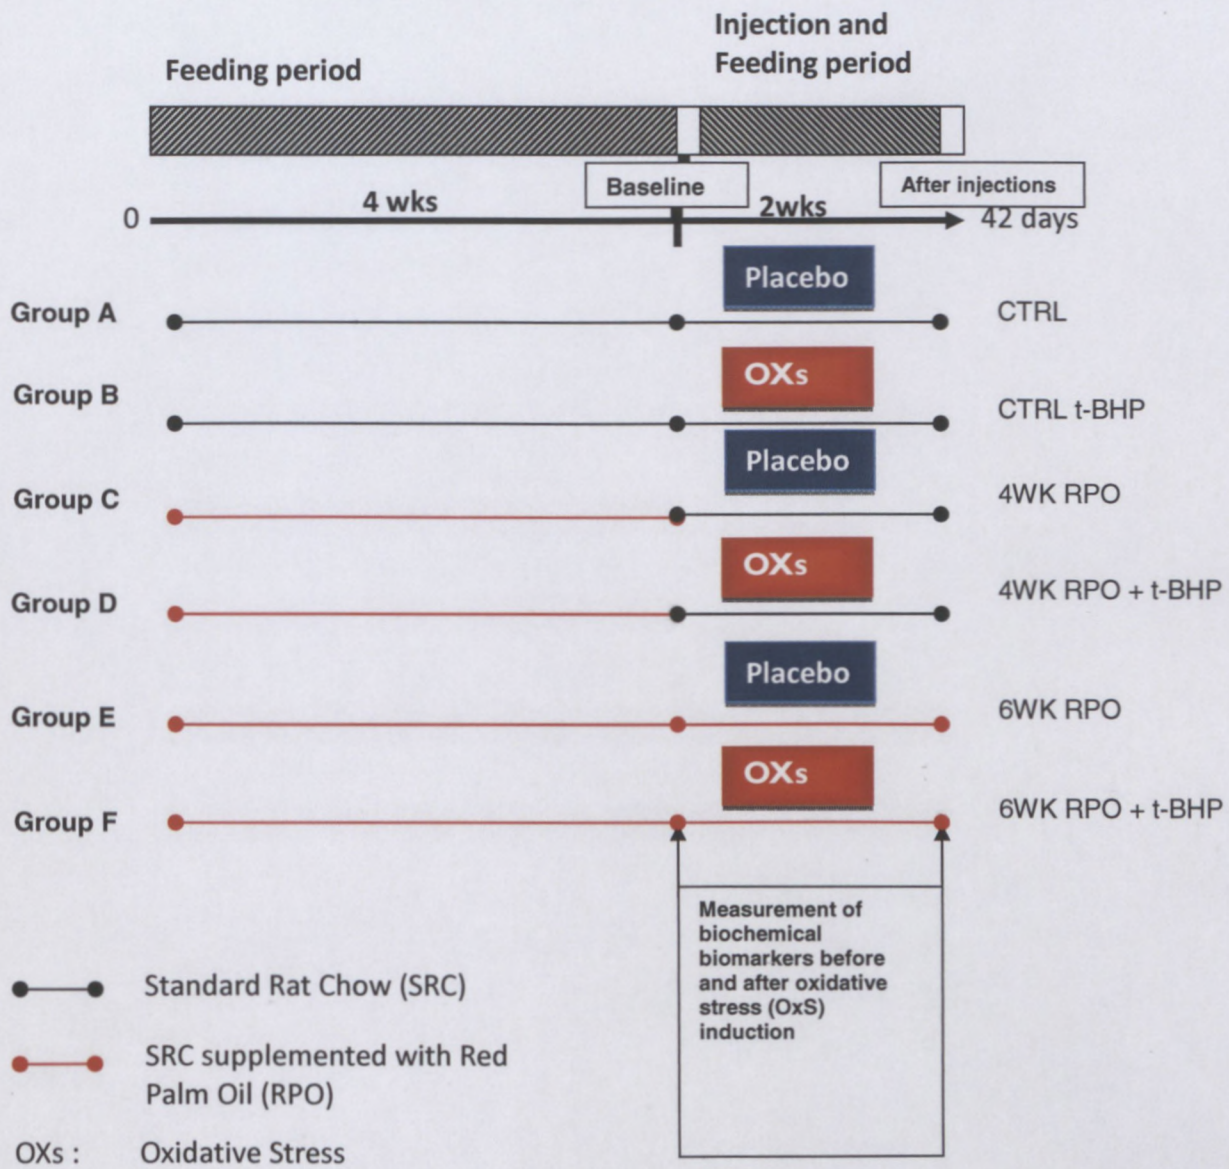 Injection and
Feeding period
Feeding period
Baseline
After injections
4 wks
2wks
0
42 days
Placebo
Group A
CTRL
OXs
Group B
CTRL t-BHP
Placebo
Group C
4WK RPO
OXs
Group D
4WK RPO + t-BHP
Placebo
Group E
6WK RPO
OXs
Group F
6WK RPO + t-BHP
Measurement of
biochemical
biomarkers before
and after oxidative
stress (OxS)
induction
Standard Rat Chow (SRC)
SRC supplemented with Red
Palm Oil (RPO)
OXs : Oxidative Stress